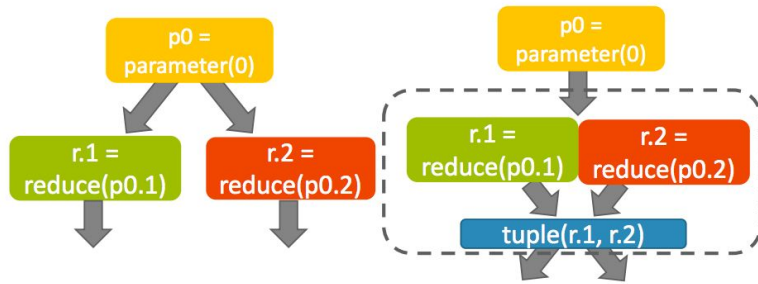 p0 =
parameter(0)
r.1 =
reduce(p0.1)
r.2 =
reduce(p0.2)
p0 =
parameter(0)
r.1 =
reduce(p0.1)
r.2 =
reduce(p0.2)
tuple(r.1, r.2)